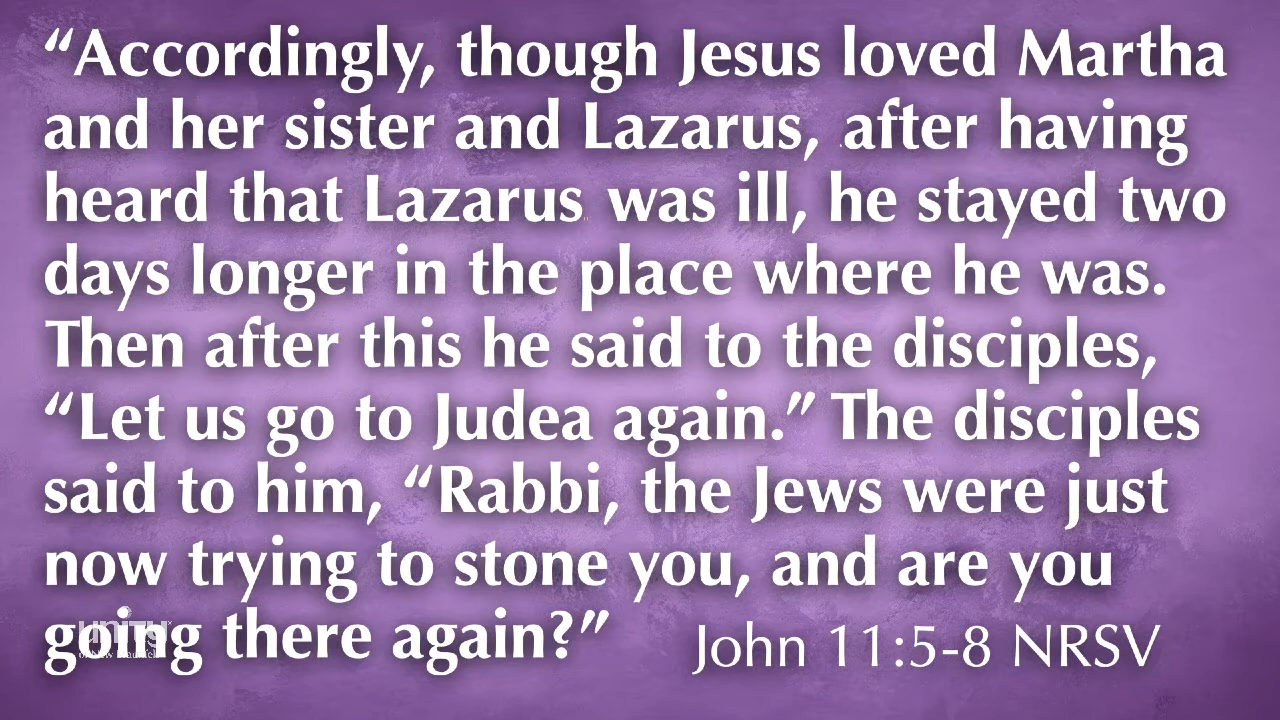 “Accordingly, though Jesus loved Martha
and her sister and Lazarus, after having
heard that Lazarus was ill, he stayed two
days longer in the place where he was.
Then after this he said to the disciples,
“Let us go to Judea again.” The disciples
said to him, “Rabbi, the Jews were just
now trying to stone you, and are you
going there again?” John 11:5-8 NRSV
unity